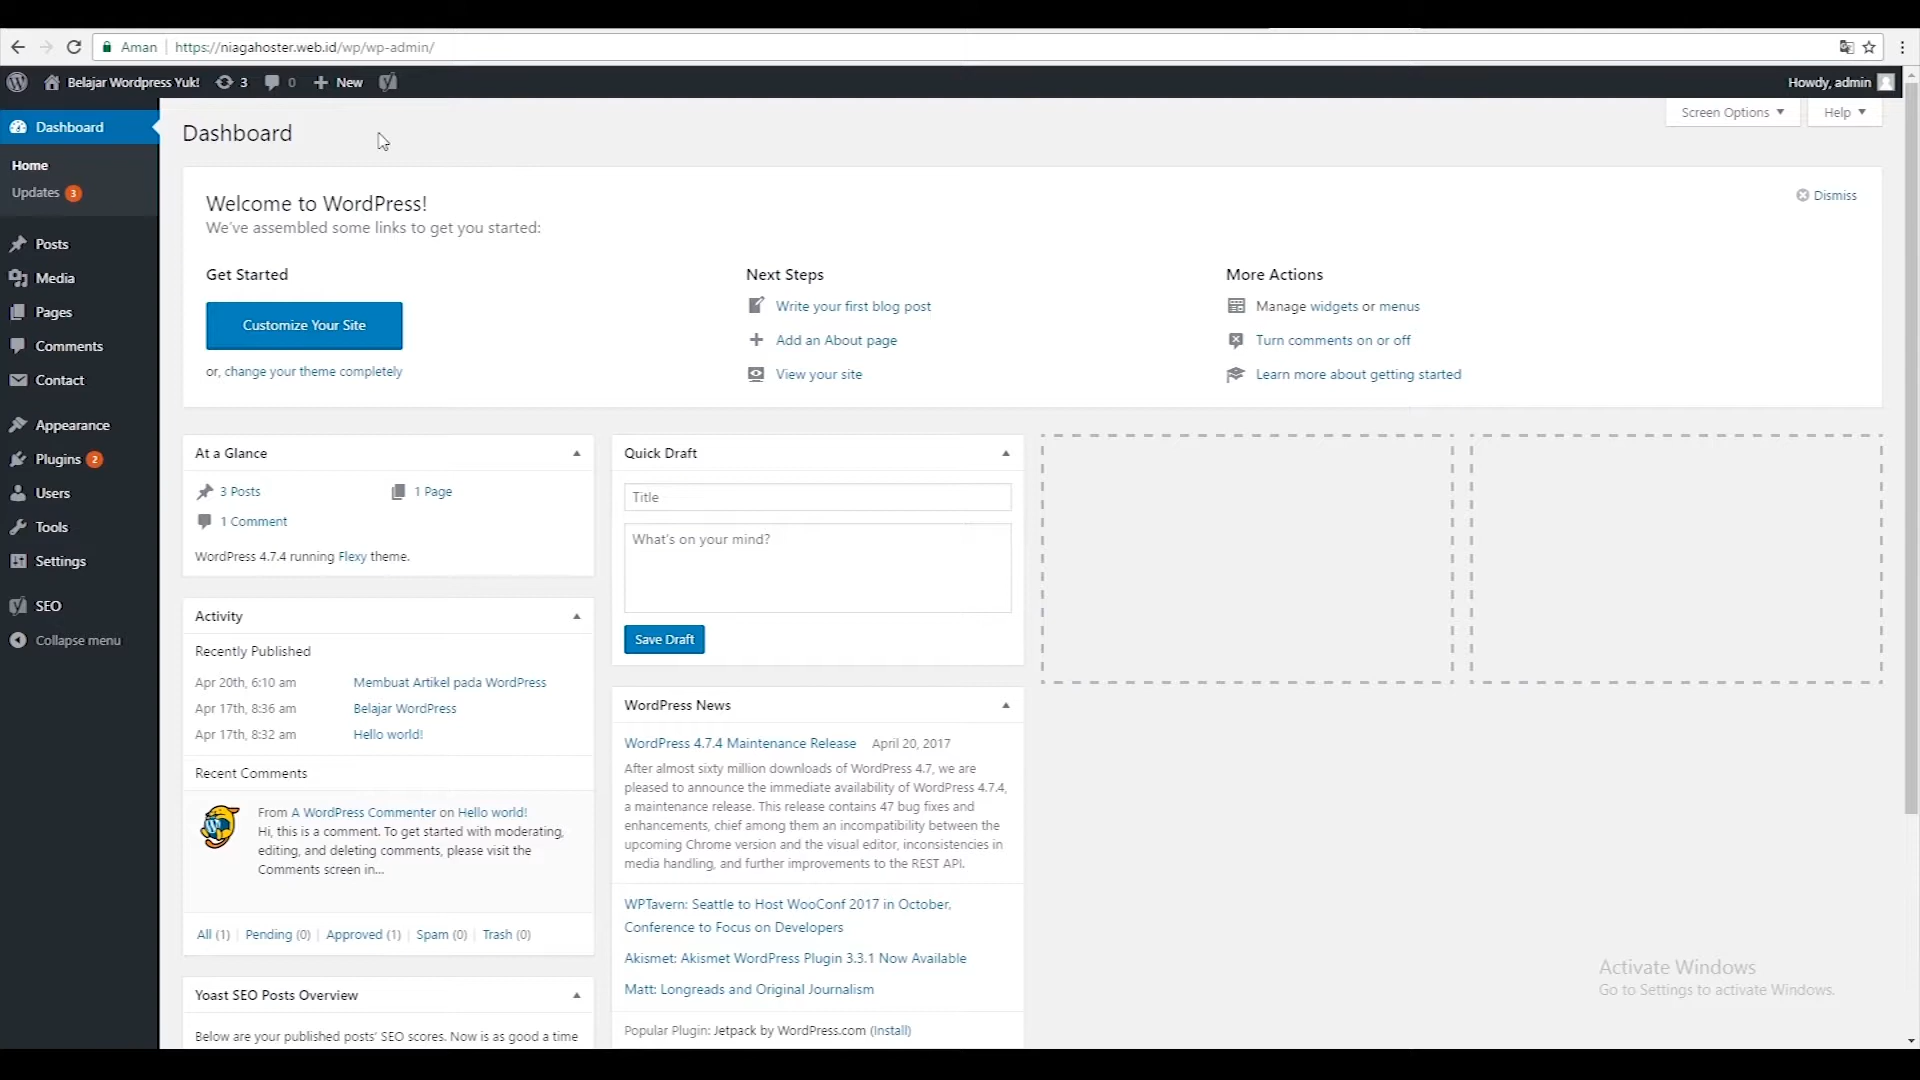 Aman https://niagahoster.web.id/wp/wp-admin/
Belajar Wordpress Yuk! 3 0 New Howdy, admin
Dashboard
Home
Updates 3
Posts
Media
Pages
Comments
Contact
Appearance
Plugins 2
Users
Tools
Settings
SEO
Collapse menu
Screen Options Help
Dashboard
Welcome to WordPress! Dismiss
We've assembled some links to get you started:
Get Started
Customize Your Site
or, change your theme completely
Next Steps
Write your first blog post
Add an About page
View your site
More Actions
Manage widgets or menus
Turn comments on or off
Learn more about getting started
At a Glance
3 Posts 1 Page
1 Comment
WordPress 4.7.4 running Flexy theme.
Activity
Recently Published
Apr 20th, 6:10 am Membuat Artikel pada WordPress
Apr 17th, 8:36 am Belajar WordPress
Apr 17th, 8:32 am Hello world!
Recent Comments
From A WordPress Commenter on Hello world!
Hi, this is a comment. To get started with moderating,
editing, and deleting comments, please visit the
Comments screen in...
All (1) | Pending (0) | Approved (1) | Spam (0) | Trash (0)
Yoast SEO Posts Overview
Below are your published posts' SEO scores. Now is as good a time
Quick Draft
Title
What's on your mind?
Save Draft
WordPress News
WordPress 4.7.4 Maintenance Release April 20, 2017
After almost sixty million downloads of WordPress 4.7, we are
pleased to announce the immediate availability of WordPress 4.7.4,
a maintenance release. This release contains 47 bug fixes and
enhancements, chief among them an incompatibility between the
upcoming Chrome version and the visual editor, inconsistencies in
media handling, and further improvements to the REST API.
WPTavern: Seattle to Host WooConf 2017 in October,
Conference to Focus on Developers
Akismet: Akismet WordPress Plugin 3.3.1 Now Available
Matt: Longreads and Original Journalism
Popular Plugin: Jetpack by WordPress.com (Install)
Activate Windows
Go to Settings to activate Windows.